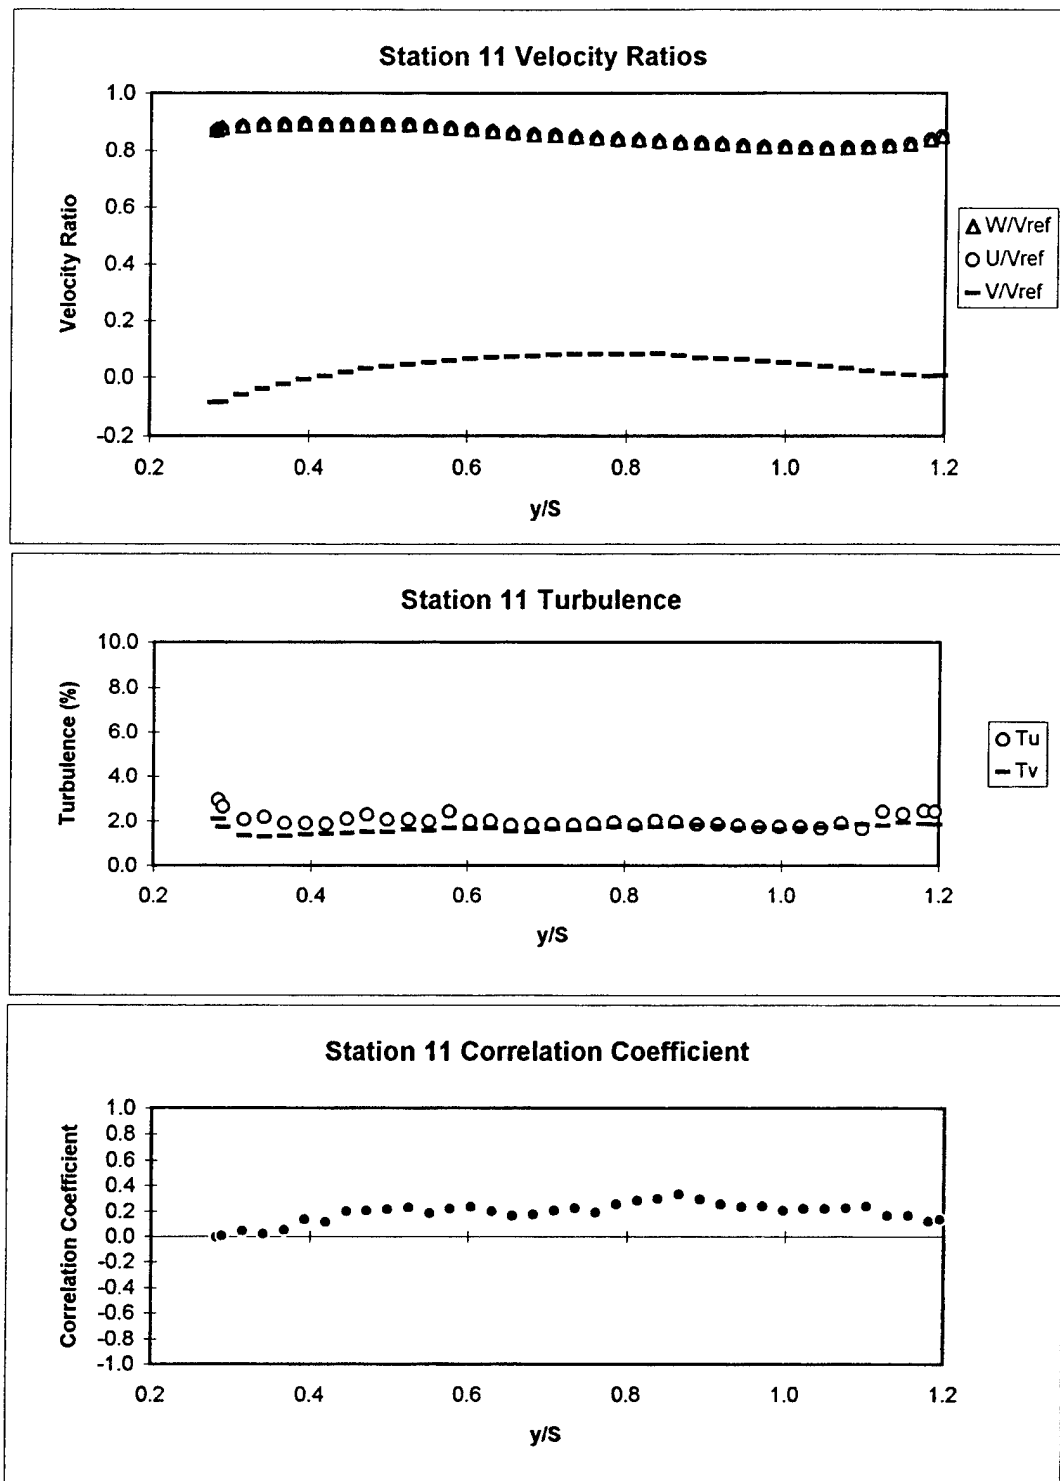 Station 11 Velocity Ratios
1.0
0.8
0.6
0.4
0.2
0.0
-0.2
Velocity Ratio
0.2 0.4 0.6 0.8 1.0 1.2
y/S
W/Vref
U/Vref
V/Vref
Station 11 Turbulence
10.0
8.0
6.0
4.0
2.0
0.0
Turbulence (%)
0.2 0.4 0.6 0.8 1.0 1.2
y/S
Tu
Tv
Station 11 Correlation Coefficient
1.0
0.8
0.6
0.4
0.2
0.0
-0.2
-0.4
-0.6
-0.8
-1.0
Correlation Coefficient
0.2 0.4 0.6 0.8 1.0 1.2
y/S